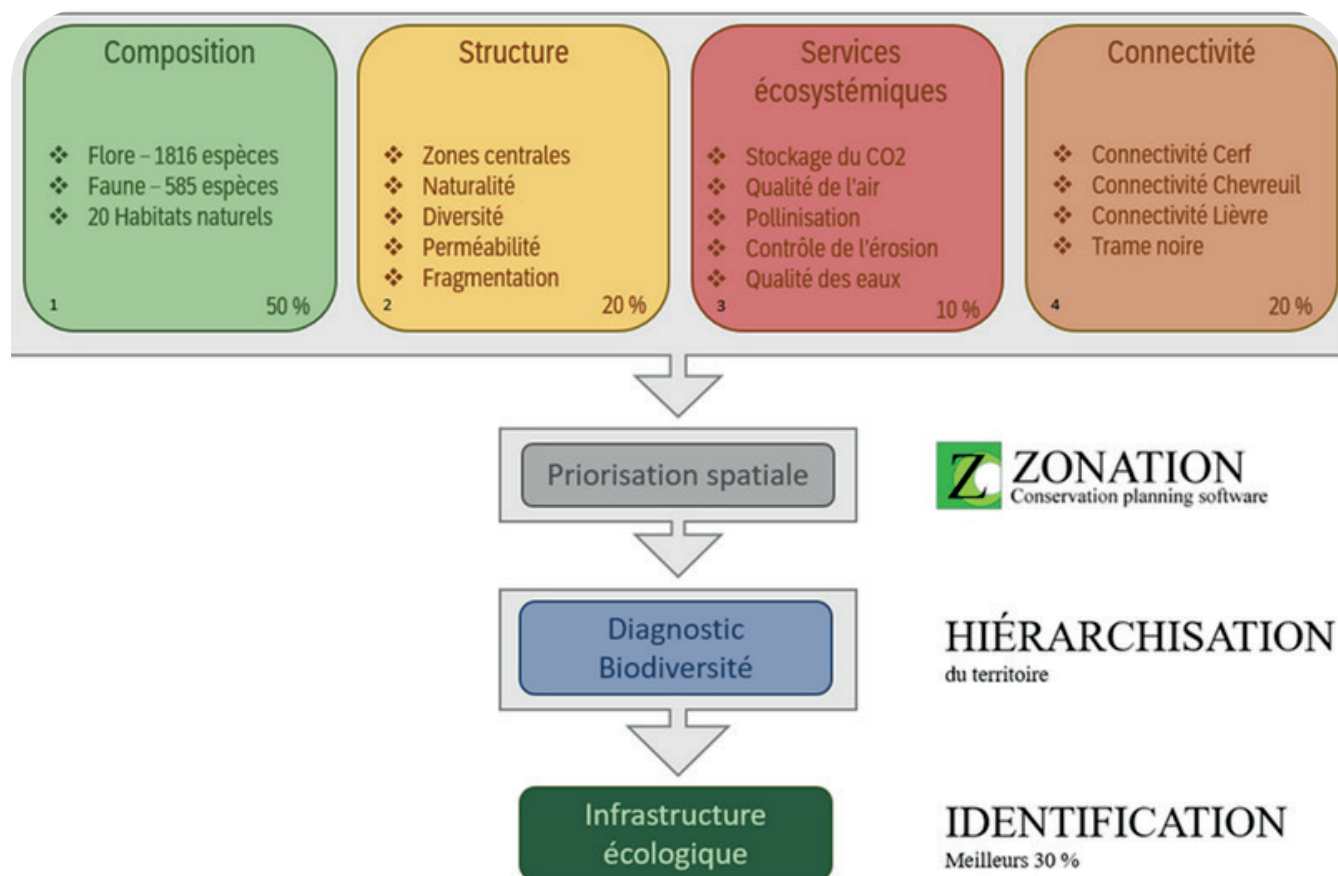 Composition
❖ Flore – 1816 espèces
❖ Faune – 585 espèces
❖ 20 Habitats naturels
1
50 %
Structure
❖ Zones centrales
❖ Naturalité
❖ Diversité
❖ Perméabilité
❖ Fragmentation
2
20 %
Services
écosystémiques
❖ Stockage du CO2
❖ Qualité de l'air
❖ Pollinisation
❖ Contrôle de l'érosion
❖ Qualité des eaux
3
10 %
Connectivité
❖ Connectivité Cerf
❖ Connectivité Chevreuil
❖ Connectivité Lièvre
❖ Trame noire
4
20 %
Priorisation spatiale
Z ZONATION
Conservation planning software
Diagnostic
Biodiversité
HIÉRARCHISATION
du territoire
Infrastructure
écologique
IDENTIFICATION
Meilleurs 30 %